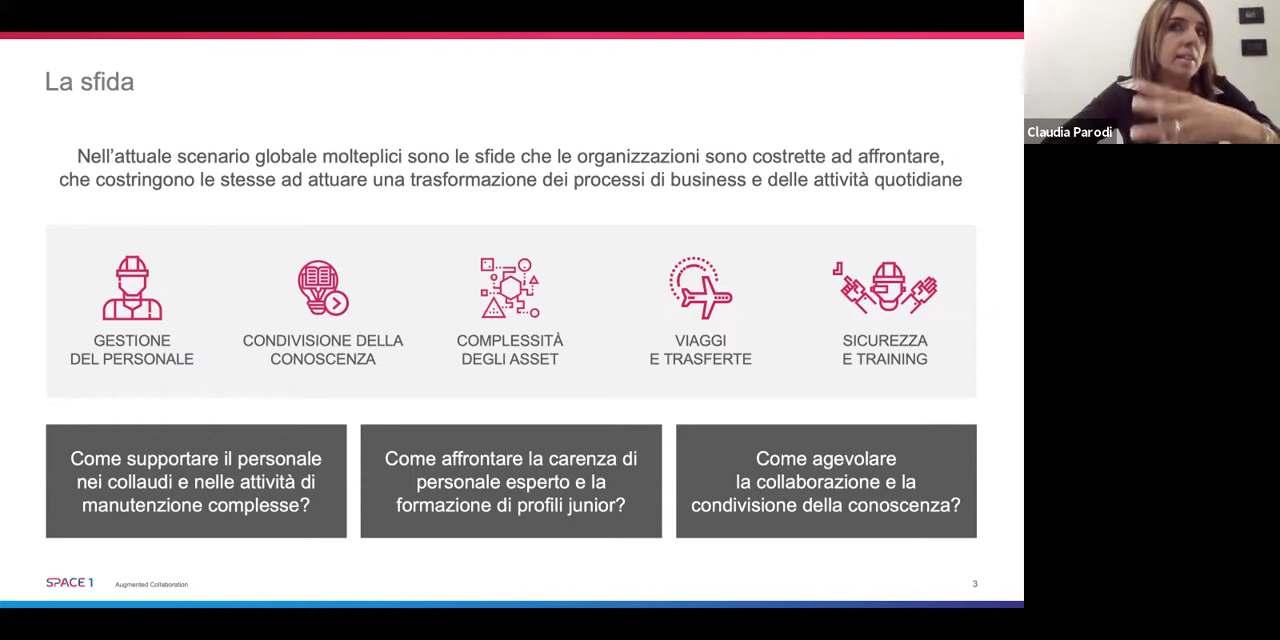 La sfida
Nell'attuale scenario globale molteplici sono le sfide che le organizzazioni sono costrette ad affrontare,
che costringono le stesse ad attuare una trasformazione dei processi di business e delle attività quotidiane
GESTIONE
DEL PERSONALE
CONDIVISIONE DELLA
CONOSCENZA
COMPLESSITÀ
DEGLI ASSET
VIAGGI
E TRASFERTE
SICUREZZA
E TRAINING
Come supportare il personale
nei collaudi e nelle attività di
manutenzione complesse?
Come affrontare la carenza di
personale esperto e la
formazione di profili junior?
Come agevolare
la collaborazione e la
condivisione della conoscenza?
SPACE 1
Augmented Collaboration
3
Claudia Parodi